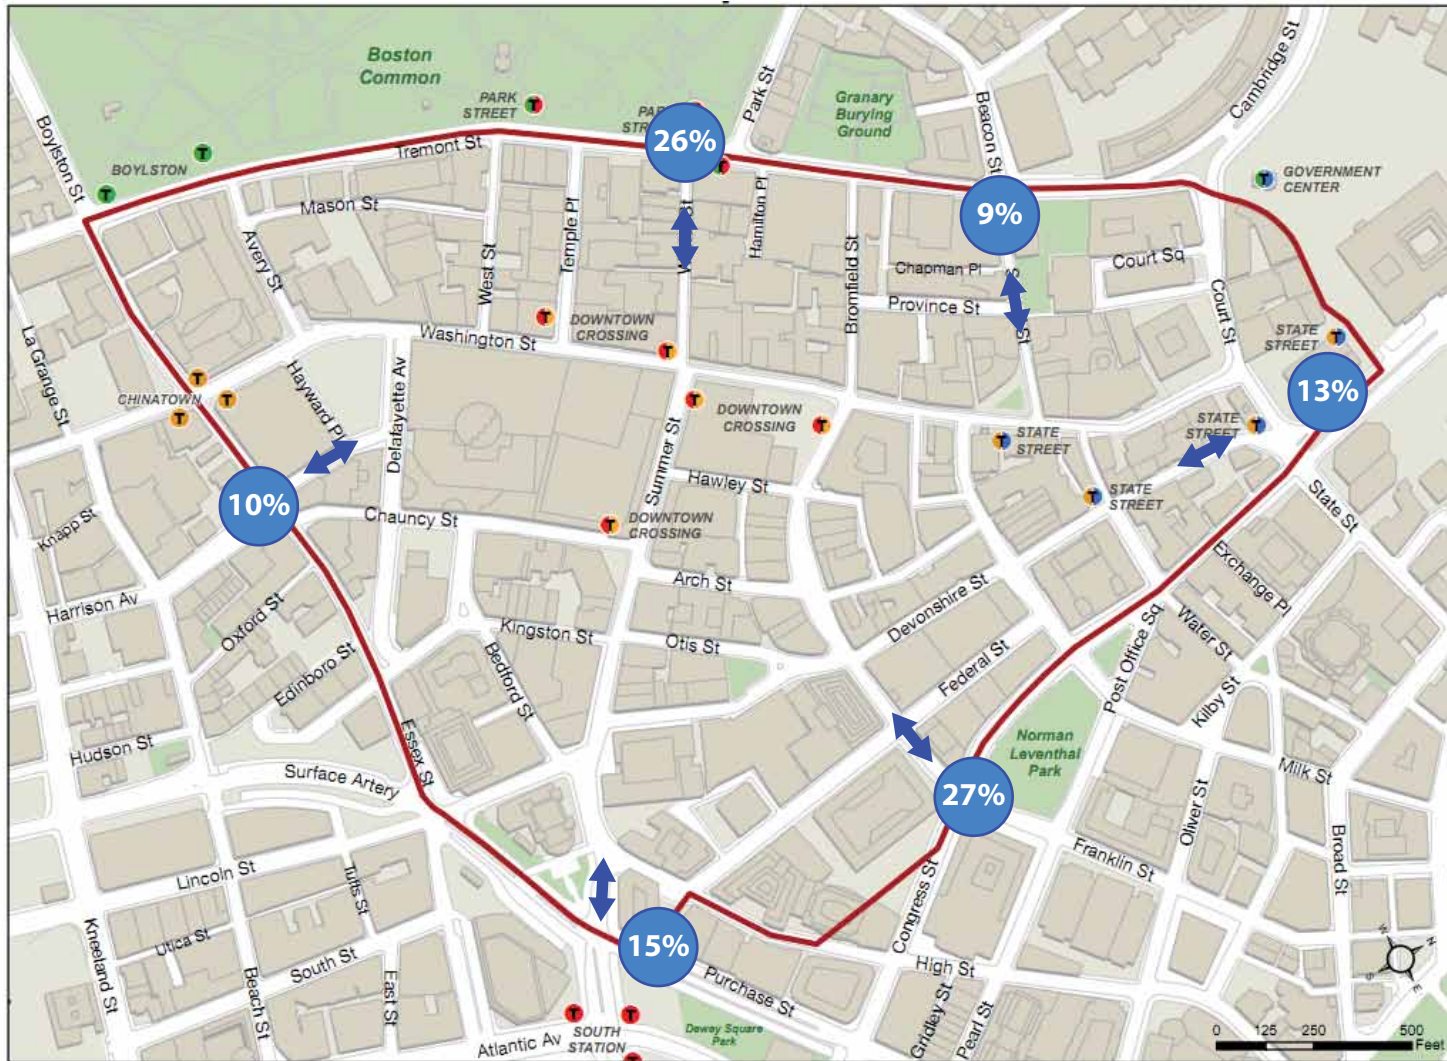 Boston
Common
PARK
STREET
26%
Park St
Granary
Burying
Ground
Beacon St
Cambridge St
Boylston St
BOYLSTON
Tremont St
GOVERNMENT
CENTER
Mason St
Avery St
West St
Temple Pl
Hamilton Pl
Bromfield St
9%
Chapman Pl
Court Sq
Province St
Court St
La Grange St
DOWNTOWN
CROSSING
Washington St
STATE
STREET
13%
CHINATOWN
Hayward Pl
Delafayette Av
Summer St
DOWNTOWN
CROSSING
STATE
STREET
STATE
STREET
10%
Hawley St
STATE
STREET
State St
Knapp St
Chauncy St
DOWNTOWN
CROSSING
Exchange Pl
Harrison Av
Arch St
Devonshire St
Oxford St
Kingston St
Otis St
Water St
Post Office Sq
Edinboro St
Bedford St
Federal St
Kilby St
Hudson St
Essex St
Norman
Leventhal
Park
Milk St
Surface Artery
27%
Oliver St
Broad St
Lincoln St
Tufts St
Franklin St
Kneeland St
Utica St
Beach St
South St
East St
15%
Congress St
High St
Purchase St
Gridley St
Pearl St
Atlantic Av
SOUTH
STATION
Dewey Square
Park
W
N
S
E
0 125 250 500
Feet